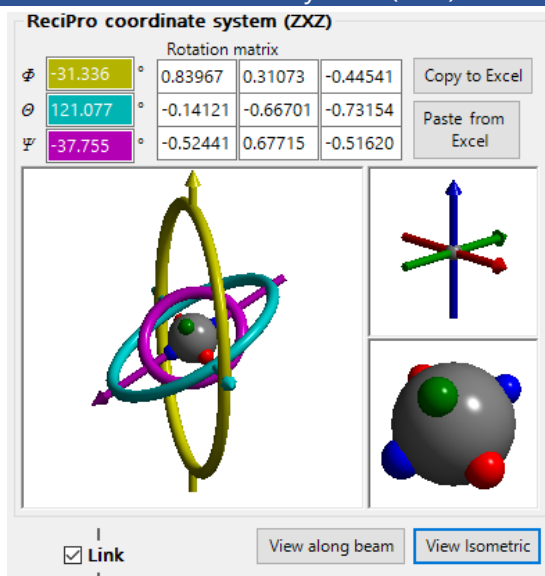 ReciPro coordinate system (ZXZ)
Rotation matrix
Φ -31.336 ° 0.83967 0.31073 -0.44541 Copy to Excel
Θ 121.077 ° -0.14121 -0.66701 -0.73154 Paste from Excel
Ψ -37.755 ° -0.52441 0.67715 -0.51620
Link
View along beam View Isometric